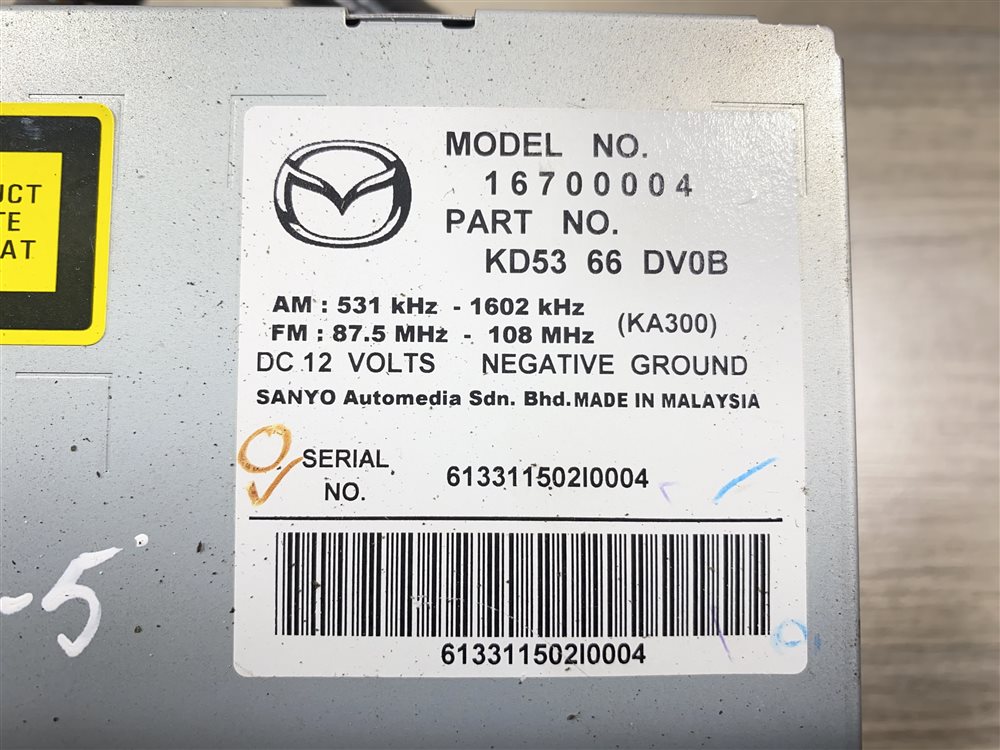 UCT
TE
AT
MODEL NO.
16700004
PART NO.
KD53 66 DV0B
AM : 531 kHz - 1602 kHz
FM : 87.5 MHz - 108 MHz (KA300)
DC 12 VOLTS NEGATIVE GROUND
SANYO Automedia Sdn. Bhd. MADE IN MALAYSIA
SERIAL NO. 613311502I0004
613311502I0004
-5